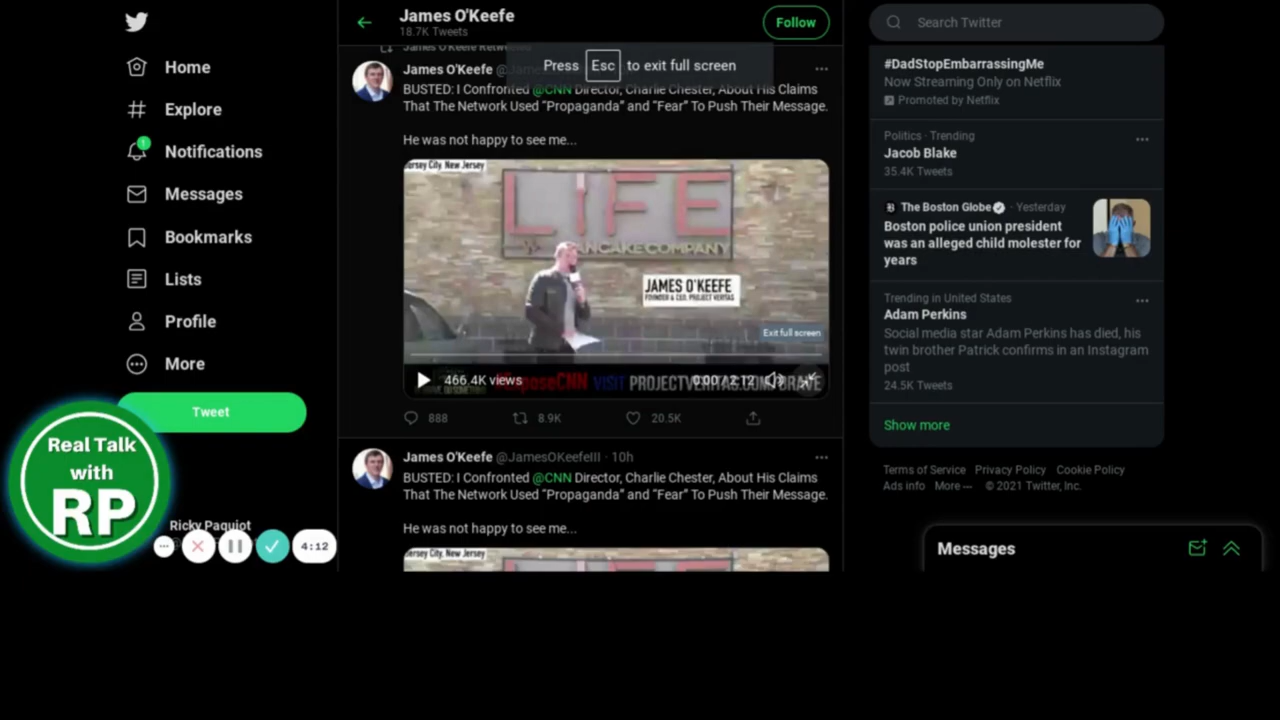 Home
Explore
1
Notifications
Messages
Bookmarks
Lists
Profile
More
Tweet
Real Talk
with
RP
Ricky Paquiot
4:12
James O'Keefe
18.7K Tweets
Follow
James O'Keefe Retweeted
James O'Keefe
Press Esc to exit full screen
BUSTED: I Confronted @CNN Director, Charlie Chester, About His Claims
That The Network Used “Propaganda” and “Fear” To Push Their Message.
He was not happy to see me...
Jersey City, New Jersey
LIFE
PANCAKE COMPANY
JAMES O'KEEFE
FOUNDER & CEO, PROJECT VERITAS
Exit full screen
466.4K views
0:00 / 2:12
#ExposeCNN VISIT PROJECTVERITAS.COM/BRAVE
888
8.9K
20.5K
James O'Keefe @JamesOKeefeIII · 10h
BUSTED: I Confronted @CNN Director, Charlie Chester, About His Claims
That The Network Used “Propaganda” and “Fear” To Push Their Message.
He was not happy to see me...
Jersey City, New Jersey
Search Twitter
#DadStopEmbarrassingMe
Now Streaming Only on Netflix
Promoted by Netflix
Politics · Trending
Jacob Blake
35.4K Tweets
The Boston Globe · Yesterday
Boston police union president
was an alleged child molester for
years
Trending in United States
Adam Perkins
Social media star Adam Perkins has died, his
twin brother Patrick confirms in an Instagram
post
24.5K Tweets
Show more
Terms of Service Privacy Policy Cookie Policy
Ads info More ··· © 2021 Twitter, Inc.
Messages